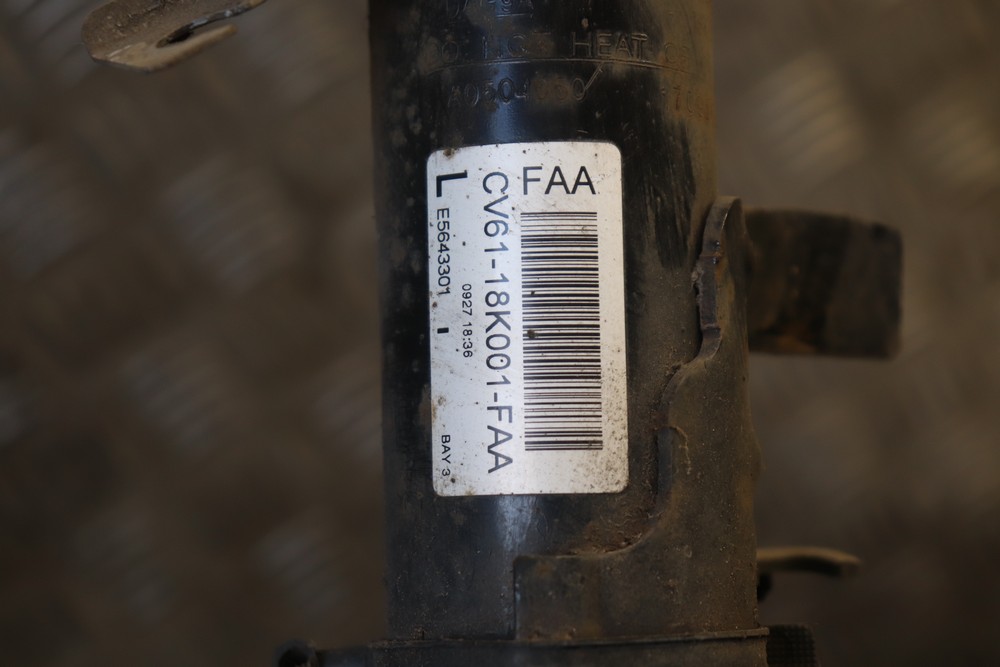 HEAT
FAA
CV61-18K001-FAA
L E5643301
0927 18:36
BAY 3